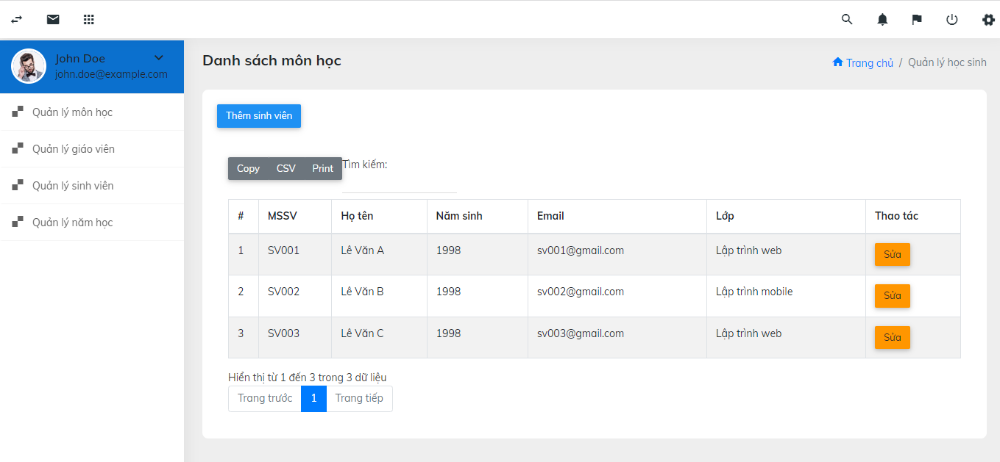 John Doe
john.doe@example.com
Quản lý môn học
Quản lý giáo viên
Quản lý sinh viên
Quản lý năm học
Danh sách môn học
Trang chủ / Quản lý học sinh
Thêm sinh viên
Copy CSV Print Tìm kiếm:
# MSSV Họ tên Năm sinh Email Lớp Thao tác
1 SV001 Lê Văn A 1998 sv001@gmail.com Lập trình web Sửa
2 SV002 Lê Văn B 1998 sv002@gmail.com Lập trình mobile Sửa
3 SV003 Lê Văn C 1998 sv003@gmail.com Lập trình web Sửa
Hiển thị từ 1 đến 3 trong 3 dữ liệu
Trang trước 1 Trang tiếp